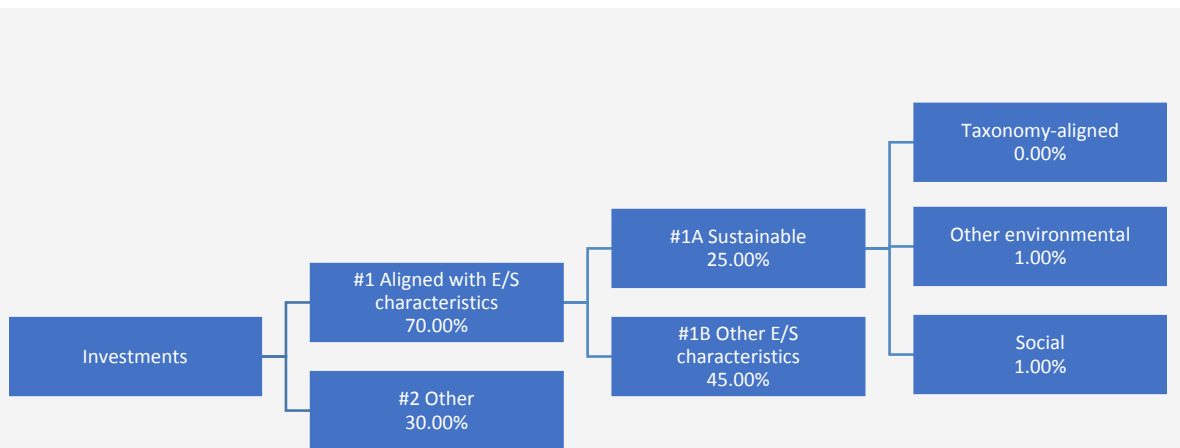 Investments
#1 Aligned with E/S
characteristics
70.00%
#2 Other
30.00%
#1A Sustainable
25.00%
#1B Other E/S
characteristics
45.00%
Taxonomy-aligned
0.00%
Other environmental
1.00%
Social
1.00%